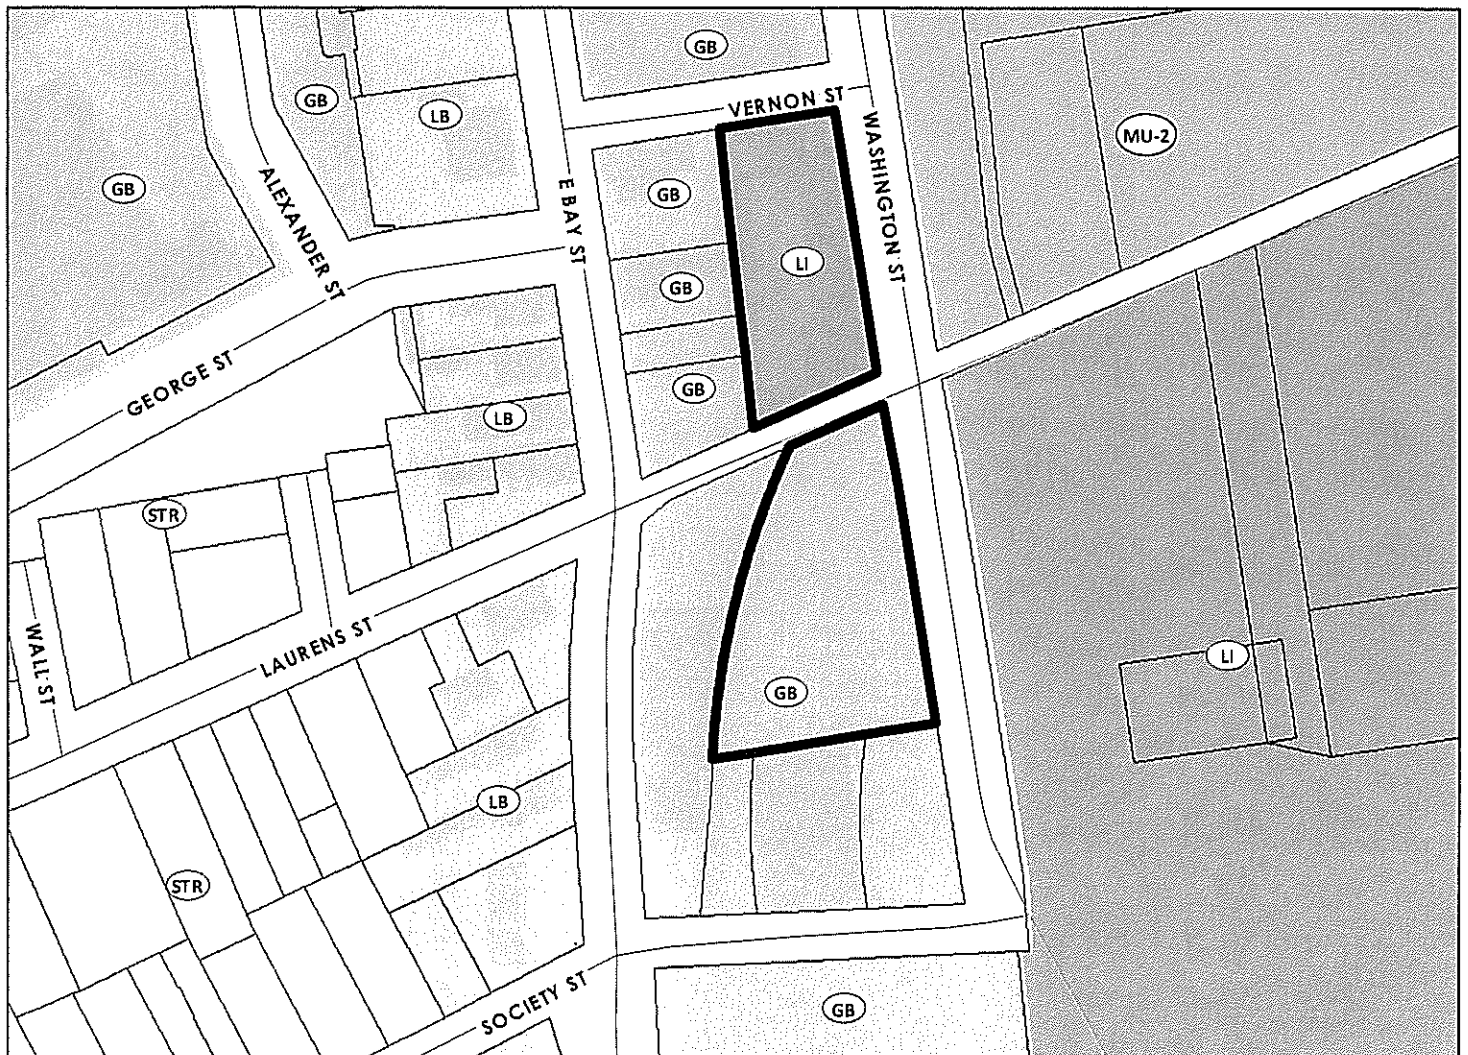 GB
GB
LB
VERNON ST
MU-2
WASHINGTON ST
GB
ALEXANDER ST
E BAY ST
GB
LI
GB
GEORGE ST
GB
LB
STR
LAURENS ST
WALL ST
LI
GB
LB
STR
SOCIETY ST
GB